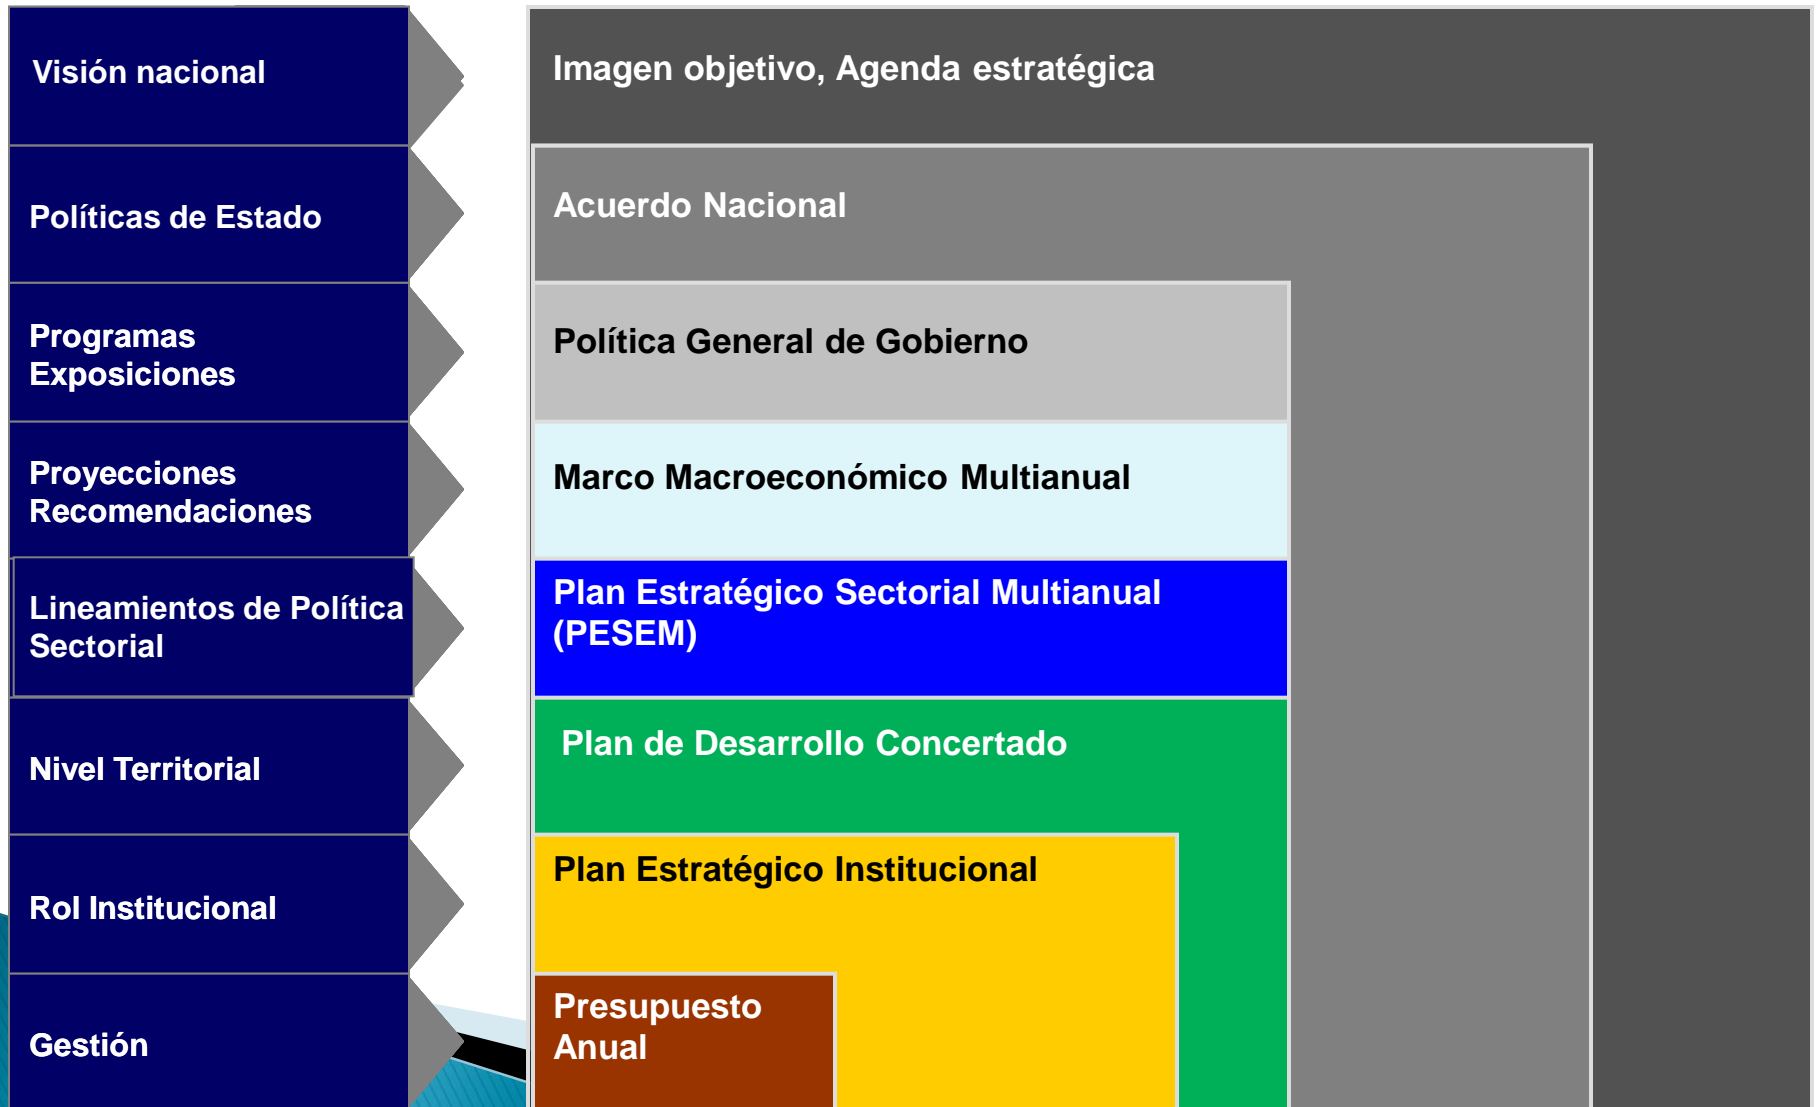 Visión nacional
Imagen objetivo, Agenda estratégica
Políticas de Estado
Acuerdo Nacional
Programas
Exposiciones
Política General de Gobierno
Proyecciones
Recomendaciones
Marco Macroeconómico Multianual
Lineamientos de Política
Sectorial
Plan Estratégico Sectorial Multianual
(PESEM)
Nivel Territorial
Plan de Desarrollo Concertado
Rol Institucional
Plan Estratégico Institucional
Gestión
Presupuesto
Anual